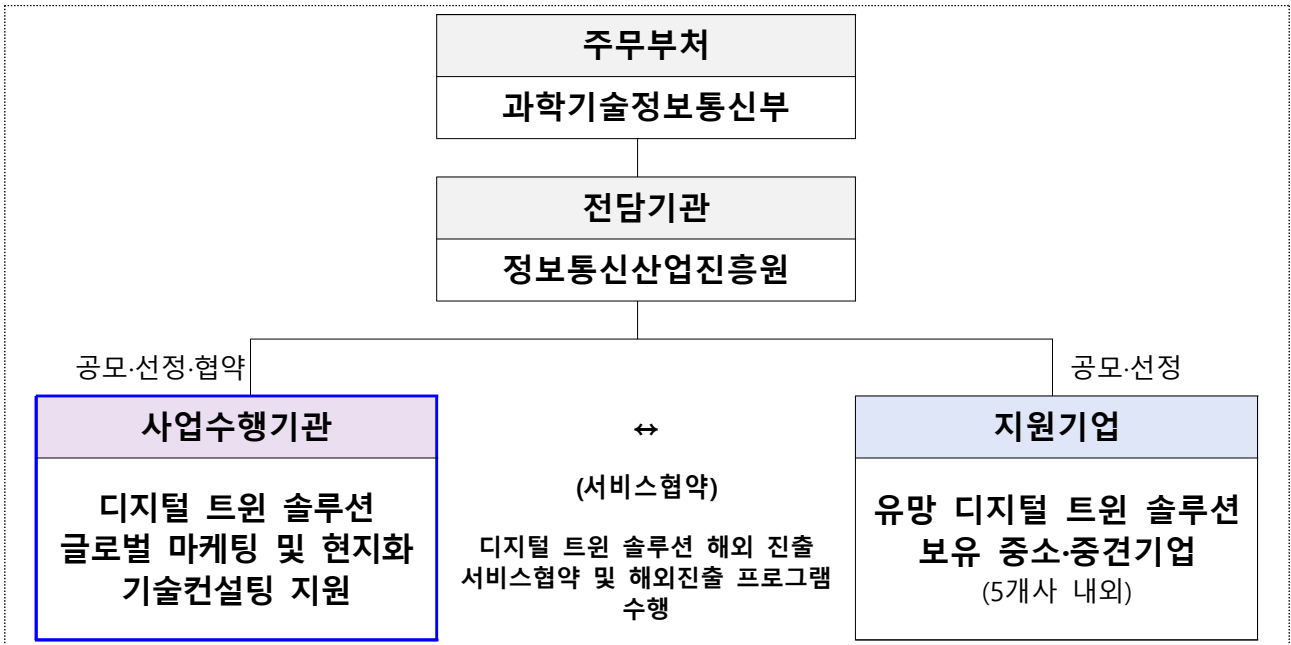 주무부처
과학기술정보통신부
전담기관
정보통신산업진흥원
공모·선정·협약
공모·선정
사업수행기관
디지털 트윈 솔루션
글로벌 마케팅 및 현지화
기술컨설팅 지원
↔
(서비스협약)
디지털 트윈 솔루션 해외 진출
서비스협약 및 해외진출 프로그램
수행
지원기업
유망 디지털 트윈 솔루션
보유 중소·중견기업
(5개사 내외)